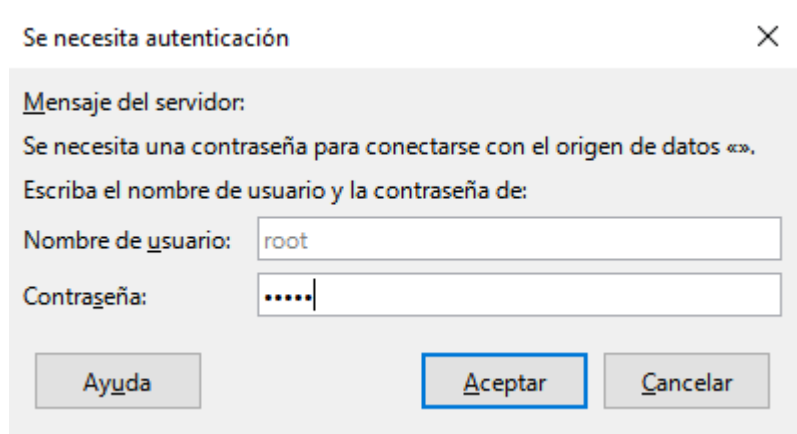 Se necesita autenticación
Mensaje del servidor:
Se necesita una contraseña para conectarse con el origen de datos «».
Escriba el nombre de usuario y la contraseña de:
Nombre de usuario: root
Contraseña: •••••
Ayuda Aceptar Cancelar